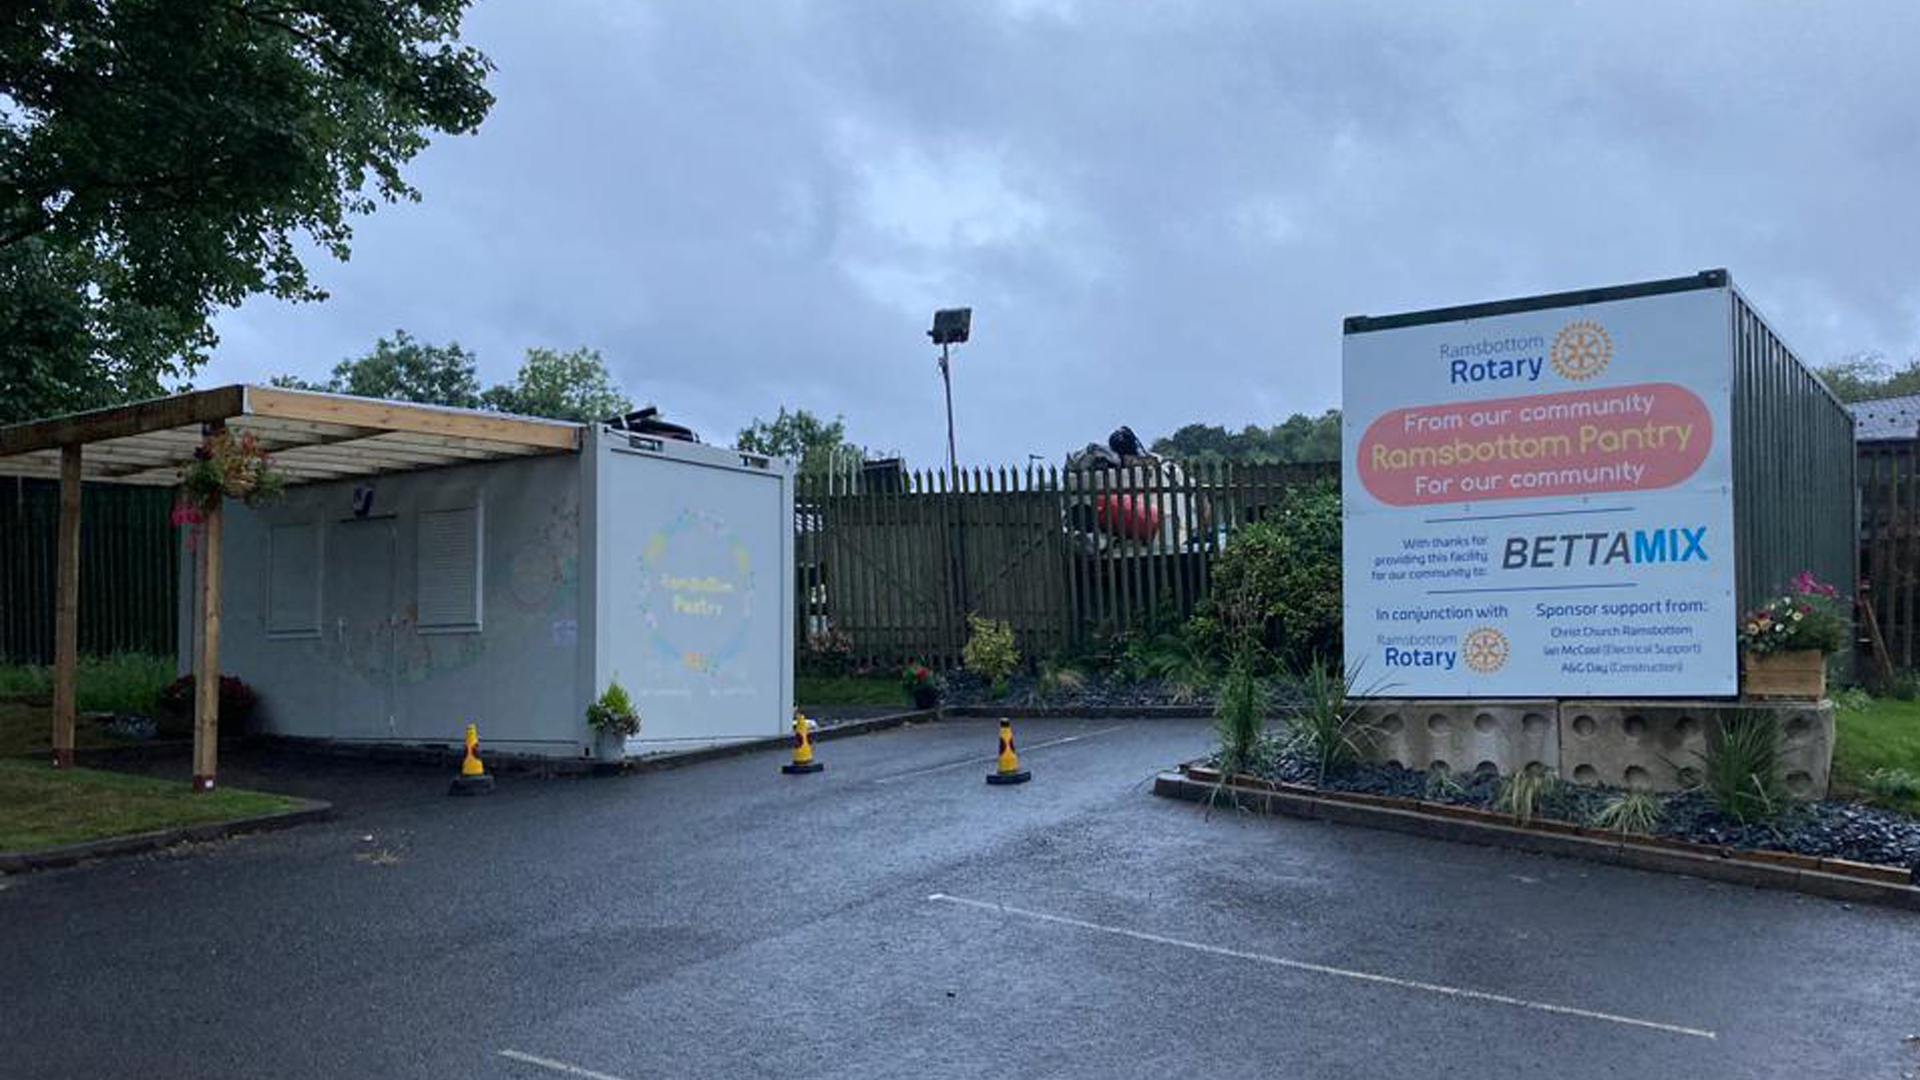 Ramsbottom
Pantry
Ramsbottom
Rotary
From our community
Ramsbottom Pantry
For our community
With thanks for
providing this facility
for our community to:
BETTAMIX
In conjunction with
Ramsbottom
Rotary
Sponsor support from:
Christ Church Ramsbottom
Ian McCool (Electrical Support)
A&G Day (Construction)